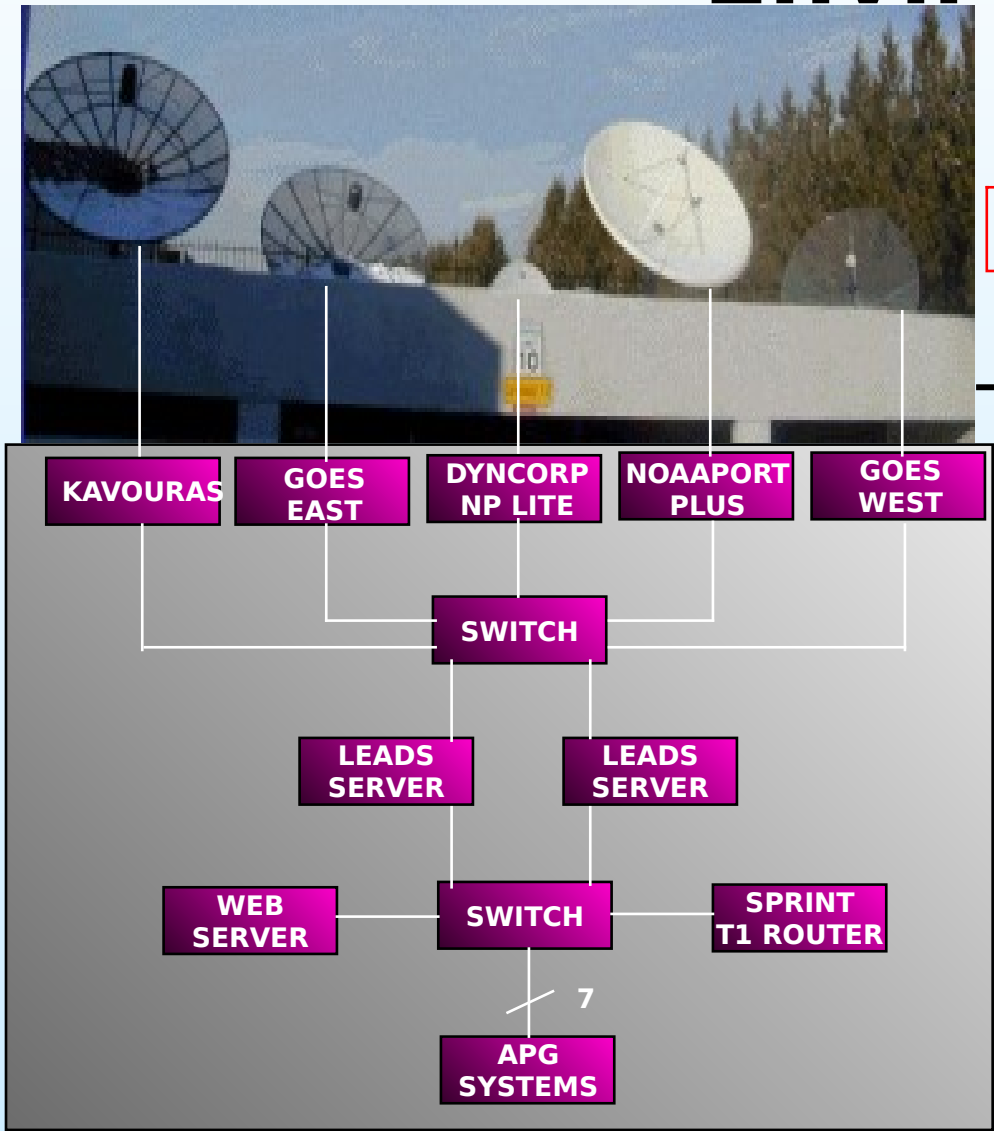 KAVOURAS
GOES
EAST
DYNCORP
NP LITE
NOAAPORT
PLUS
GOES
WEST
SWITCH
LEADS
SERVER
LEADS
SERVER
WEB
SERVER
SWITCH
SPRINT
T1 ROUTER
7
APG
SYSTEMS